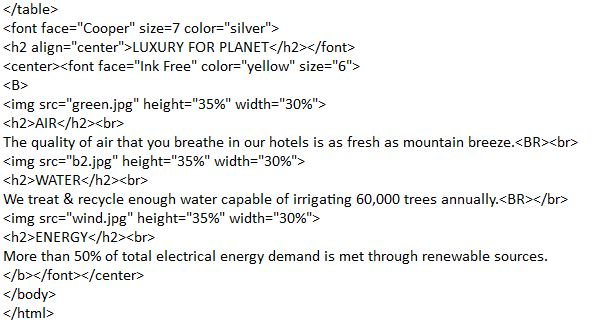 </table>
<font face="Cooper" size=7 color="silver">
<h2 align="center">LUXURY FOR PLANET</h2></font>
<center><font face="Ink Free" color="yellow" size="6">
<B>
<img src="green.jpg" height="35%" width="30%">
<h2>AIR</h2><br>
The quality of air that you breathe in our hotels is as fresh as mountain breeze.<BR><br>
<img src="b2.jpg" height="35%" width="30%">
<h2>WATER</h2><br>
We treat & recycle enough water capable of irrigating 60,000 trees annually.<BR></br>
<img src="wind.jpg" height="35%" width="30%">
<h2>ENERGY</h2><br>
More than 50% of total electrical energy demand is met through renewable sources.
</b></font></center>
</body>
</html>